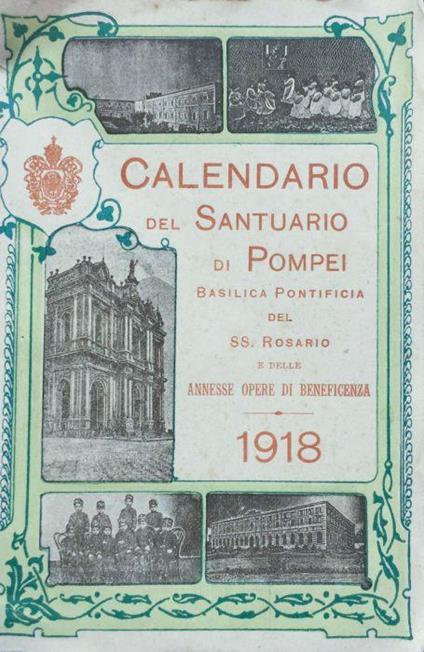 CALENDARIO
DEL SANTUARIO
DI POMPEI
BASILICA PONTIFICIA
DEL
SS. ROSARIO
E DELLE
ANNESSE OPERE DI BENEFICENZA
1918